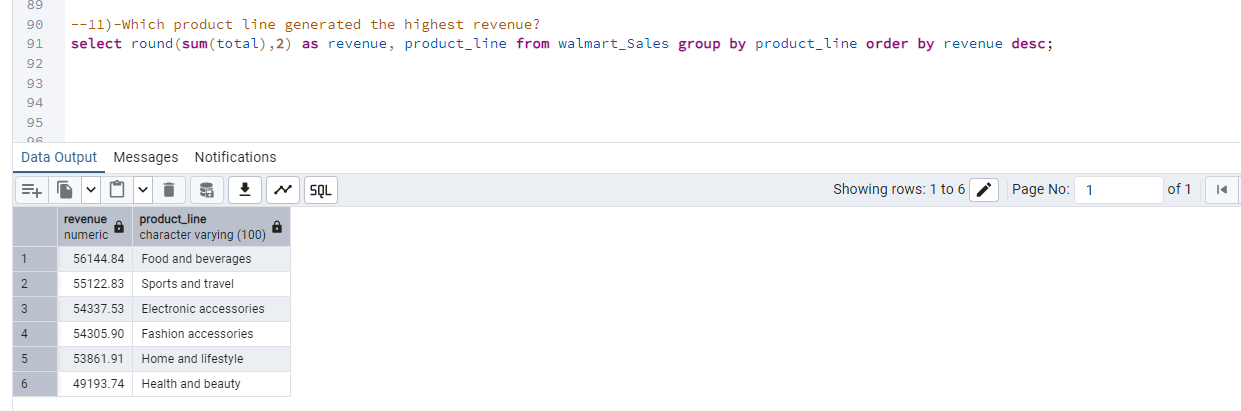 89
90 --11)-Which product line generated the highest revenue?
91 select round(sum(total),2) as revenue, product_line from walmart_Sales group by product_line order by revenue desc;
92
93
94
95
96
Data Output Messages Notifications
SQL Showing rows: 1 to 6 Page No: 1 of 1
revenue product_line
numeric character varying (100)
1 56144.84 Food and beverages
2 55122.83 Sports and travel
3 54337.53 Electronic accessories
4 54305.90 Fashion accessories
5 53861.91 Home and lifestyle
6 49193.74 Health and beauty